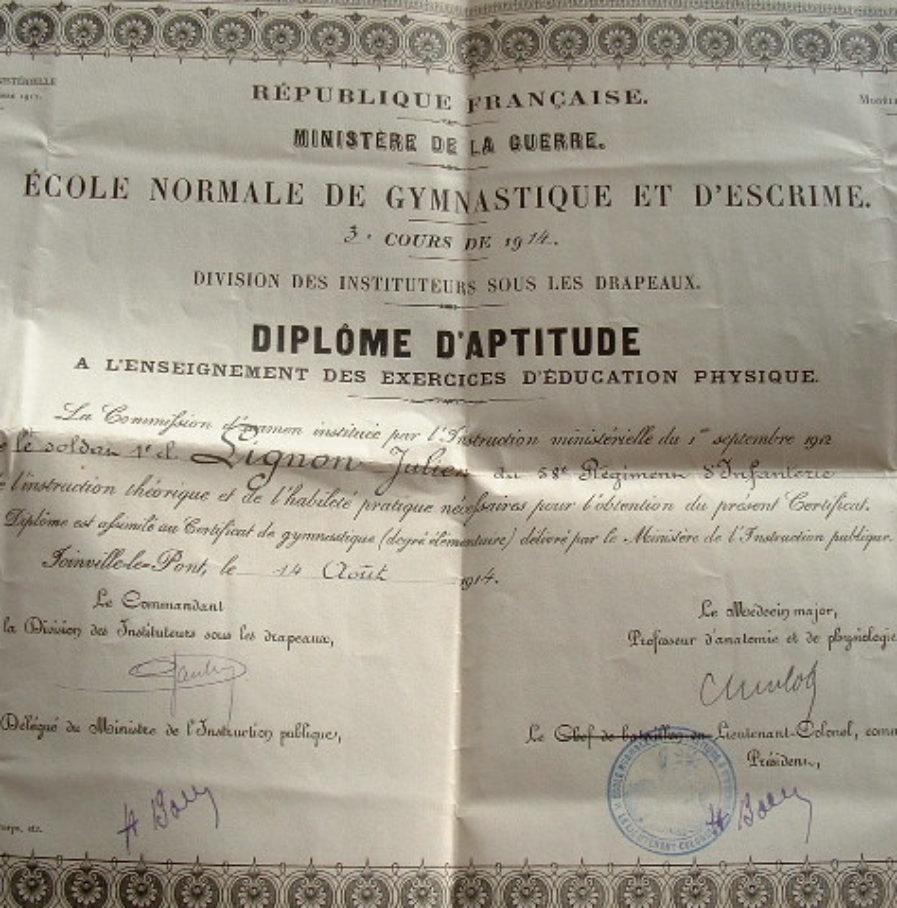 RÉPUBLIQUE FRANÇAISE.
MINISTÈRE DE LA GUERRE.
ÉCOLE NORMALE DE GYMNASTIQUE ET D'ESCRIME.
3e COURS DE 1914.
DIVISION DES INSTITUTEURS SOUS LES DRAPEAUX.
DIPLÔME D'APTITUDE
A L'ENSEIGNEMENT DES EXERCICES D'ÉDUCATION PHYSIQUE.
La Commission d'examen instituée par l'Instruction ministérielle du 1er septembre 1912
le soldat 1e cl. Lignon Julien du 58e Régiment d'Infanterie
l'instruction théorique et de l'habileté pratique nécessaires pour l'obtention du présent Certificat.
Diplôme est assimilé au Certificat de gymnastique (degré élémentaire) délivré par le Ministère de l'Instruction publique.
Joinville-le-Pont, le 14 Août 1914.
Le Commandant
la Division des Instituteurs sous les drapeaux,
Le Médecin major,
Professeur d'anatomie et de physiologie
Délégué du Ministre de l'Instruction publique,
Le Chef de bataillon ou Lieutenant-Colonel,
Président,
LE LIEUTENANT-COLONEL